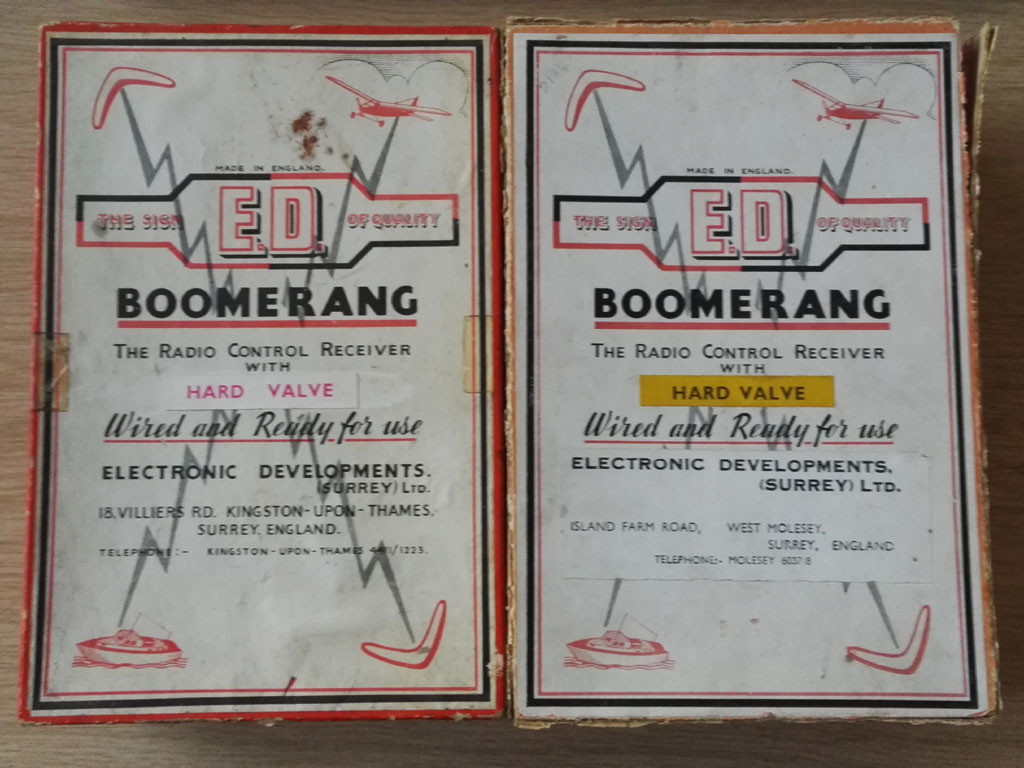 MADE IN ENGLAND.
THE SIGN E.D. OF QUALITY
BOOMERANG
THE RADIO CONTROL RECEIVER
WITH
HARD VALVE
Wired and Ready for use
ELECTRONIC DEVELOPMENTS.
(SURREY) LTD.
18, VILLIERS RD. KINGSTON-UPON-THAMES.
SURREY, ENGLAND.
TELEPHONE:- KINGSTON-UPON-THAMES
MADE IN ENGLAND.
THE SIGN E.D. OF QUALITY
BOOMERANG
THE RADIO CONTROL RECEIVER
WITH
HARD VALVE
Wired and Ready for use
ELECTRONIC DEVELOPMENTS.
(SURREY) LTD.
ISLAND FARM ROAD, WEST MOLESEY,
SURREY, ENGLAND
TELEPHONE:- MOLESEY